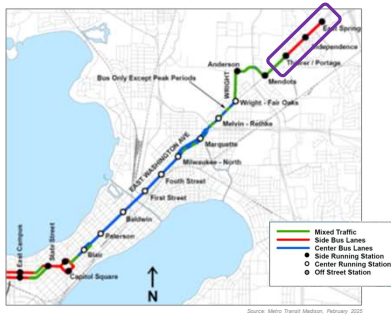 East Spring
Independence
Thierer / Portage
Anderson
WRIGHT
Mendota
Bus Only Except Peak Periods
Wright - Fair Oaks
Melvin - Rethke
Marquette
EAST WASHINGTON AVE
Milwaukee - North
Fouth Street
First Street
Baldwin
Paterson
Blair
State Street
East Campus
Capitol Square
N
Mixed Traffic
Side Bus Lanes
Center Bus Lanes
Side Running Station
Center Running Station
Off Street Station
Source: Metro Transit Madison, February 2025